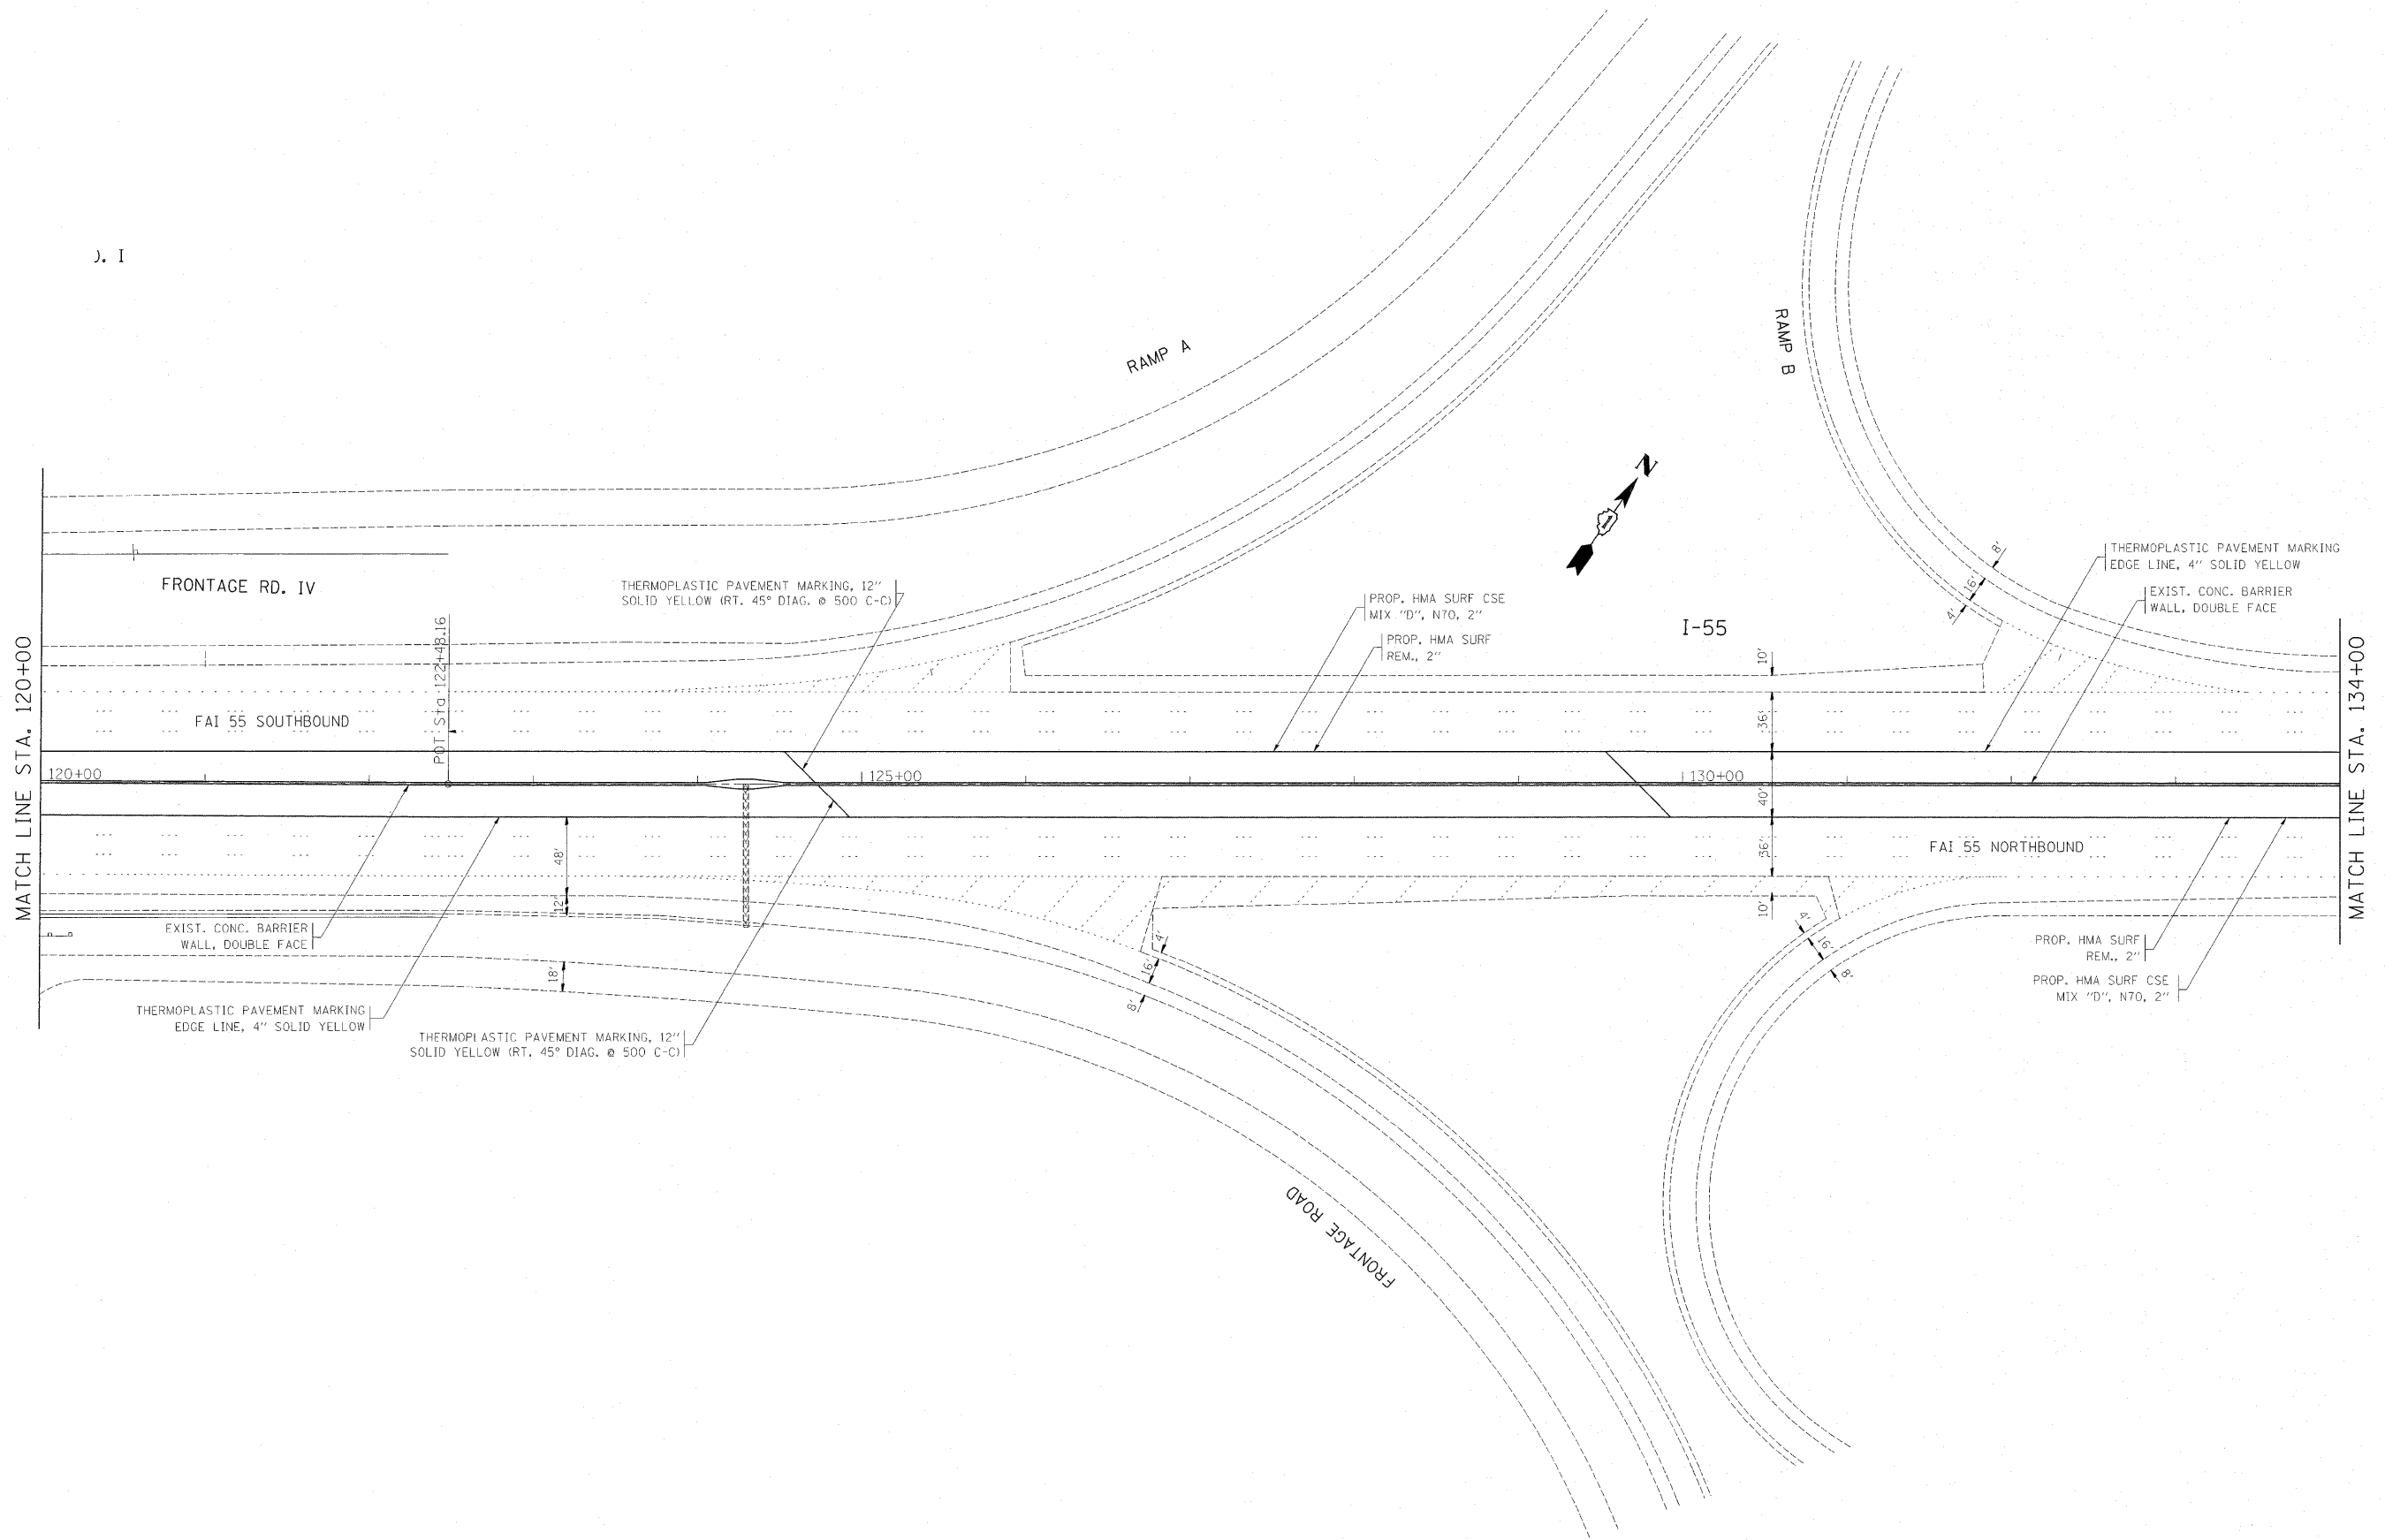 ). I
RAMP A
RAMP B
N
FRONTAGE RD. IV
THERMOPLASTIC PAVEMENT MARKING, 12"
SOLID YELLOW (RT. 45° DIAG. @ 500 C-C)
PROP. HMA SURF CSE
MIX "D", N70, 2"
PROP. HMA SURF
REM., 2"
I-55
THERMOPLASTIC PAVEMENT MARKING
EDGE LINE, 4" SOLID YELLOW
EXIST. CONC. BARRIER
WALL, DOUBLE FACE
8'
16'
4'
MATCH LINE STA. 120+00
POT Sta 122+48.16
FAI 55 SOUTHBOUND
10'
36'
MATCH LINE STA. 134+00
120+00
125+00
130+00
40'
48'
36'
FAI 55 NORTHBOUND
12'
10'
EXIST. CONC. BARRIER
WALL, DOUBLE FACE
18'
4'
16'
8'
4'
16'
8'
PROP. HMA SURF
REM., 2"
PROP. HMA SURF CSE
MIX "D", N70, 2"
THERMOPLASTIC PAVEMENT MARKING
EDGE LINE, 4" SOLID YELLOW
THERMOPLASTIC PAVEMENT MARKING, 12"
SOLID YELLOW (RT. 45° DIAG. @ 500 C-C)
FRONTAGE ROAD